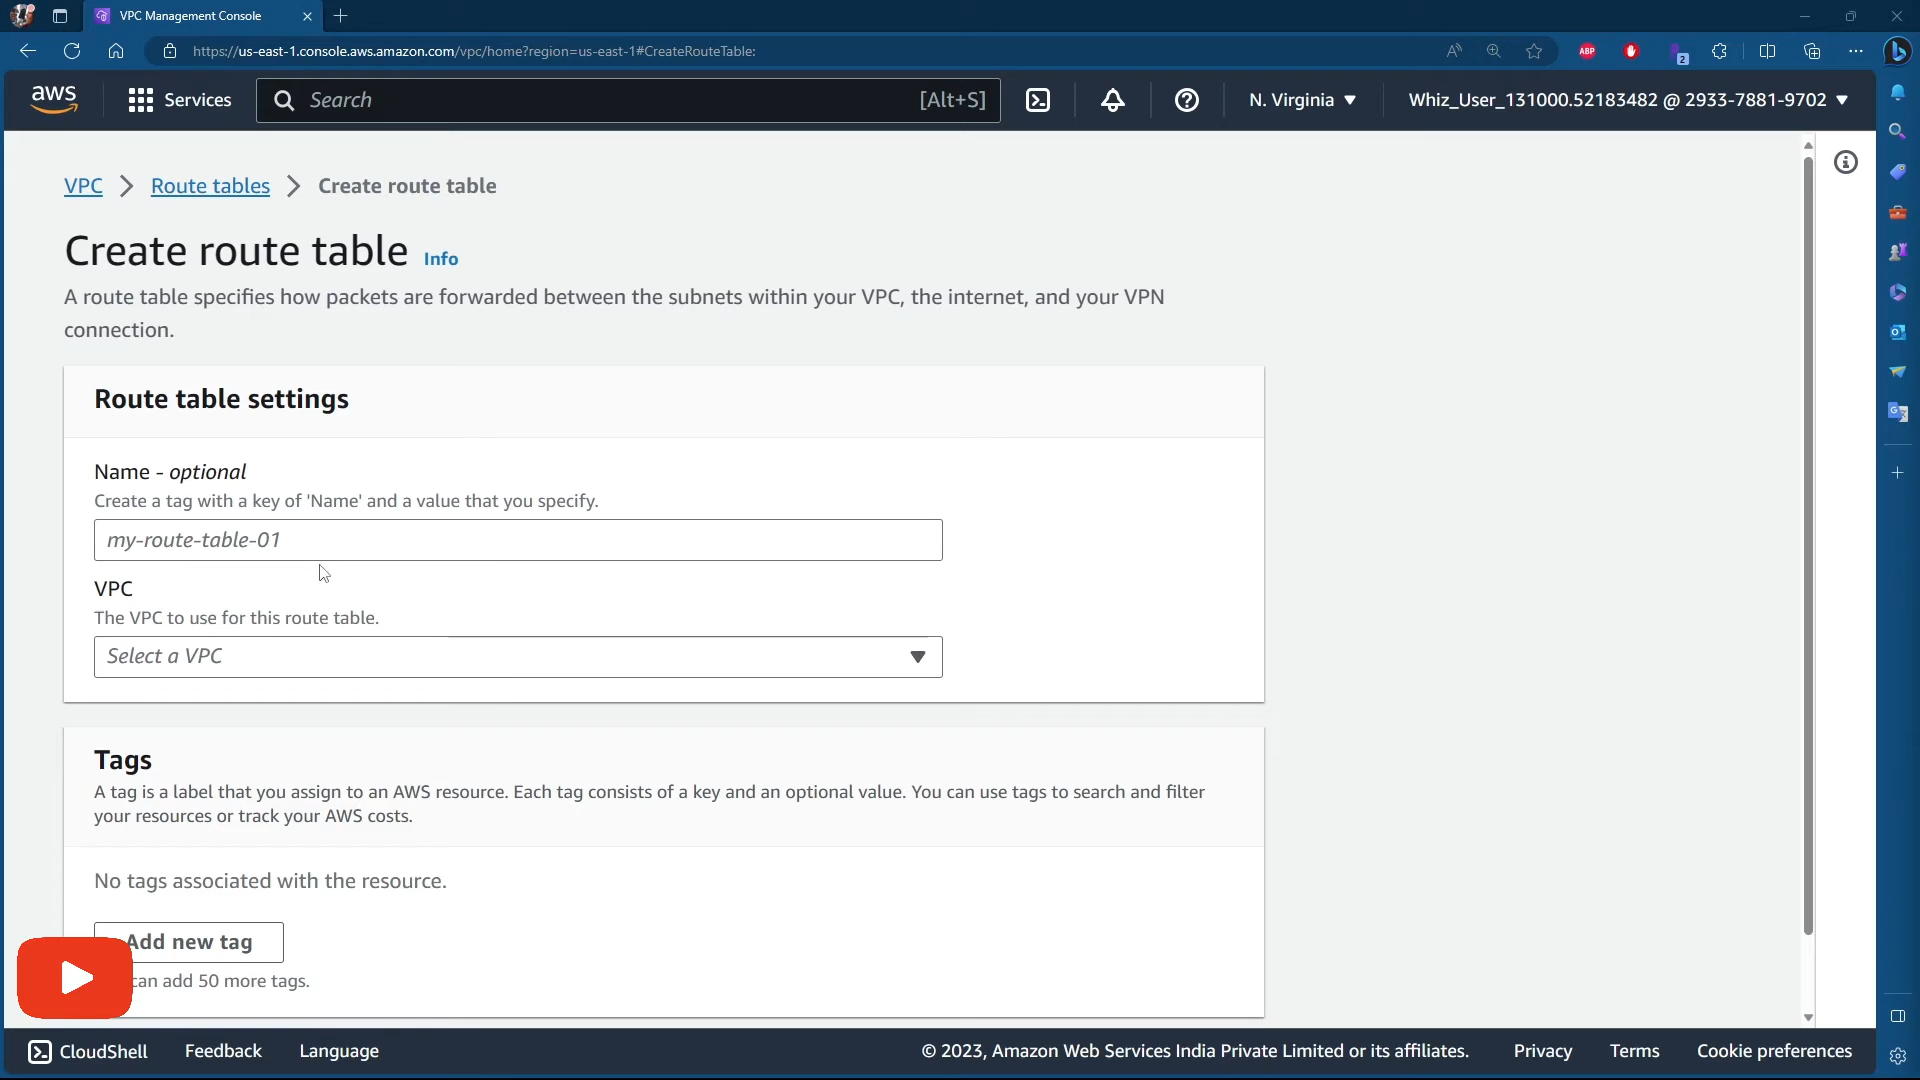 VPC Management Console
https://us-east-1.console.aws.amazon.com/vpc/home?region=us-east-1#CreateRouteTable:
ABP
2
aws
Services
Search
[Alt+S]
N. Virginia
Whiz_User_131000.52183482 @ 2933-7881-9702
VPC
Route tables
Create route table
Create route table
Info
A route table specifies how packets are forwarded between the subnets within your VPC, the internet, and your VPN
connection.
Route table settings
Name - optional
Create a tag with a key of 'Name' and a value that you specify.
my-route-table-01
VPC
The VPC to use for this route table.
Select a VPC
Tags
A tag is a label that you assign to an AWS resource. Each tag consists of a key and an optional value. You can use tags to search and filter
your resources or track your AWS costs.
No tags associated with the resource.
Add new tag
can add 50 more tags.
CloudShell
Feedback
Language
© 2023, Amazon Web Services India Private Limited or its affiliates.
Privacy
Terms
Cookie preferences